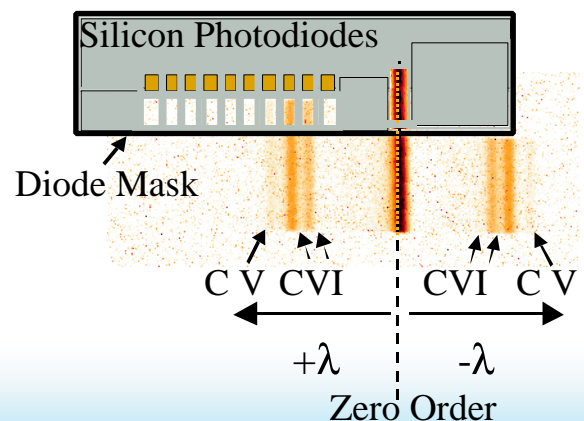 Silicon Photodiodes
Diode Mask
C V CVI CVI C V
+λ -λ
Zero Order